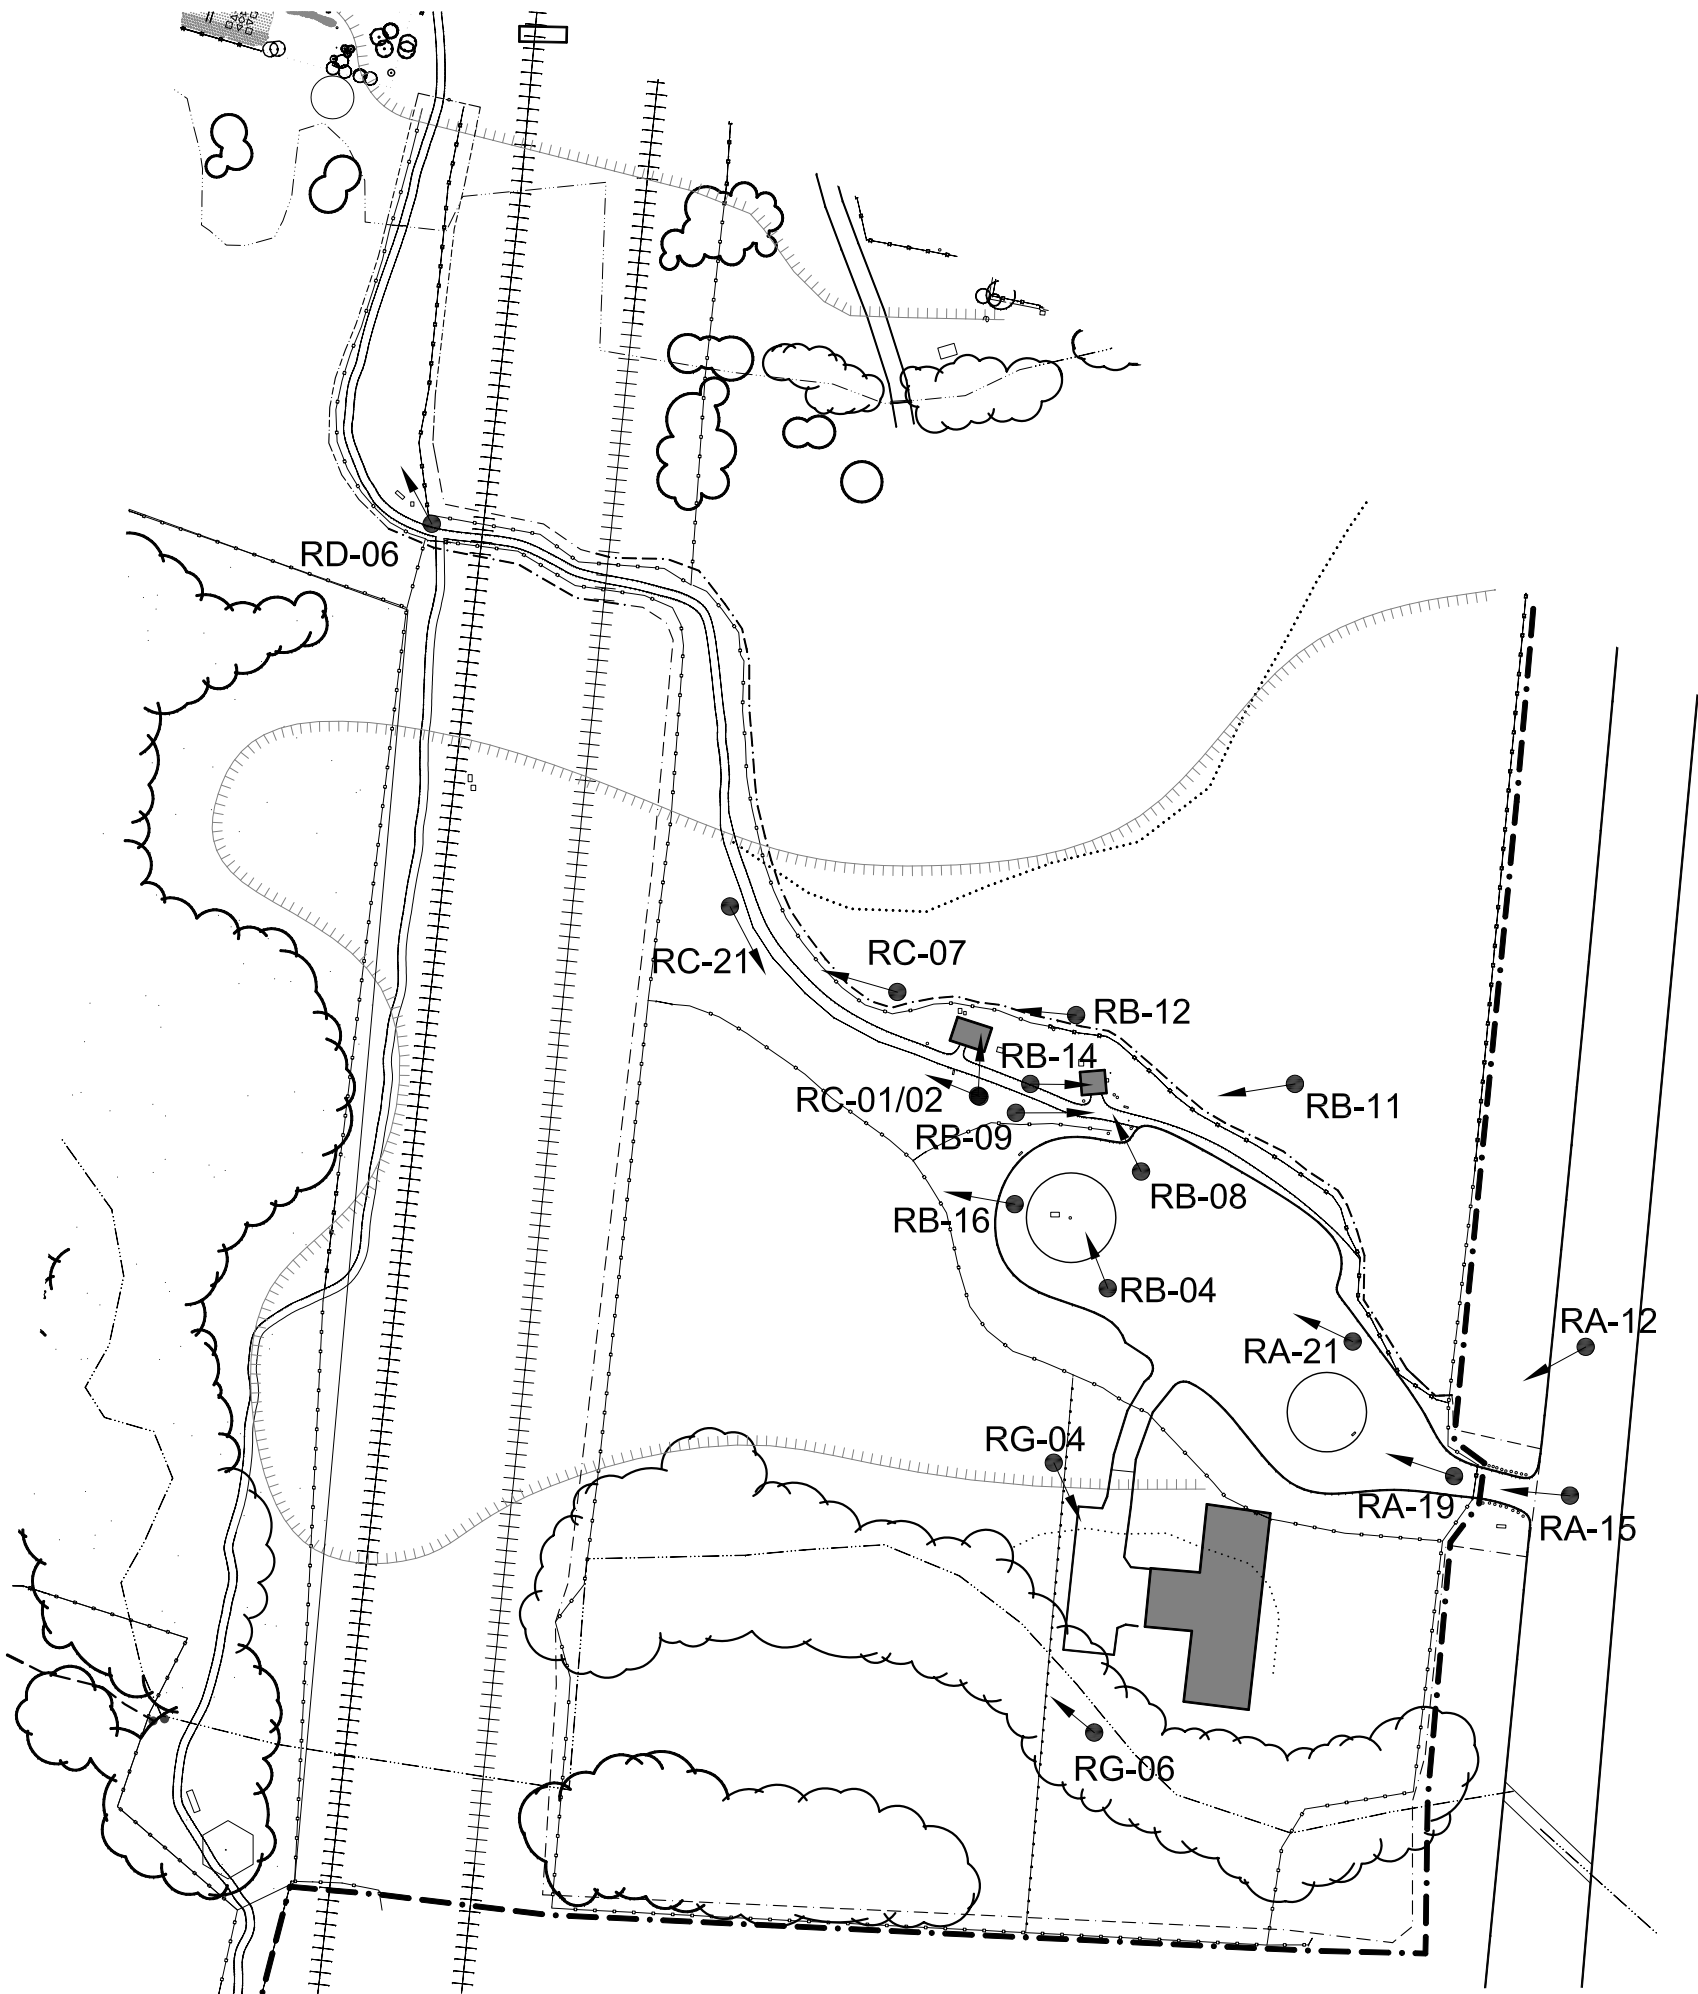 RD-06
RC-21
RC-07
RB-12
RB-14
RC-01/02
RB-11
RB-09
RB-08
RB-16
RB-04
RA-12
RA-21
RG-04
RA-19
RA-15
RG-06